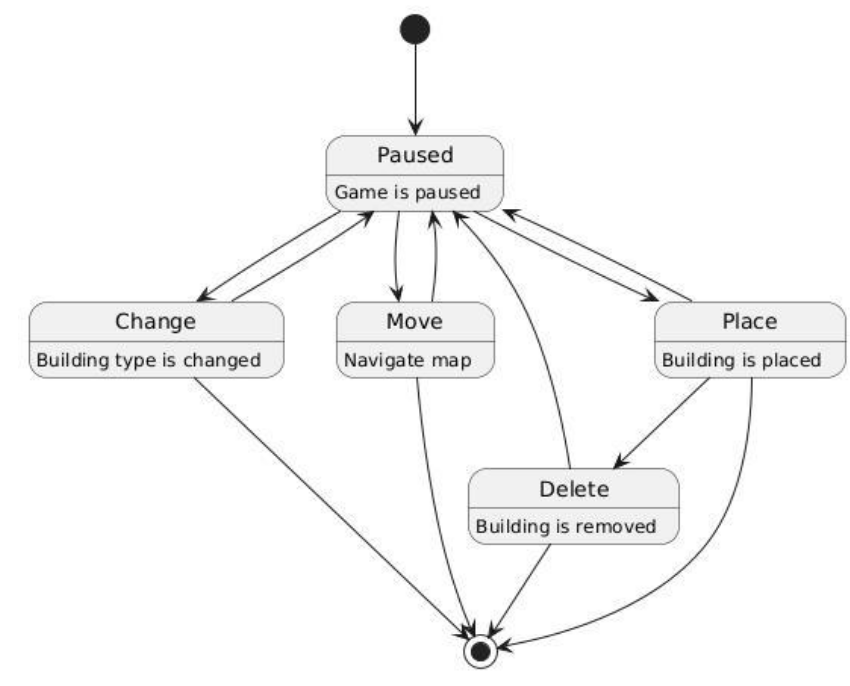 Paused
Game is paused
Change
Building type is changed
Move
Navigate map
Place
Building is placed
Delete
Building is removed